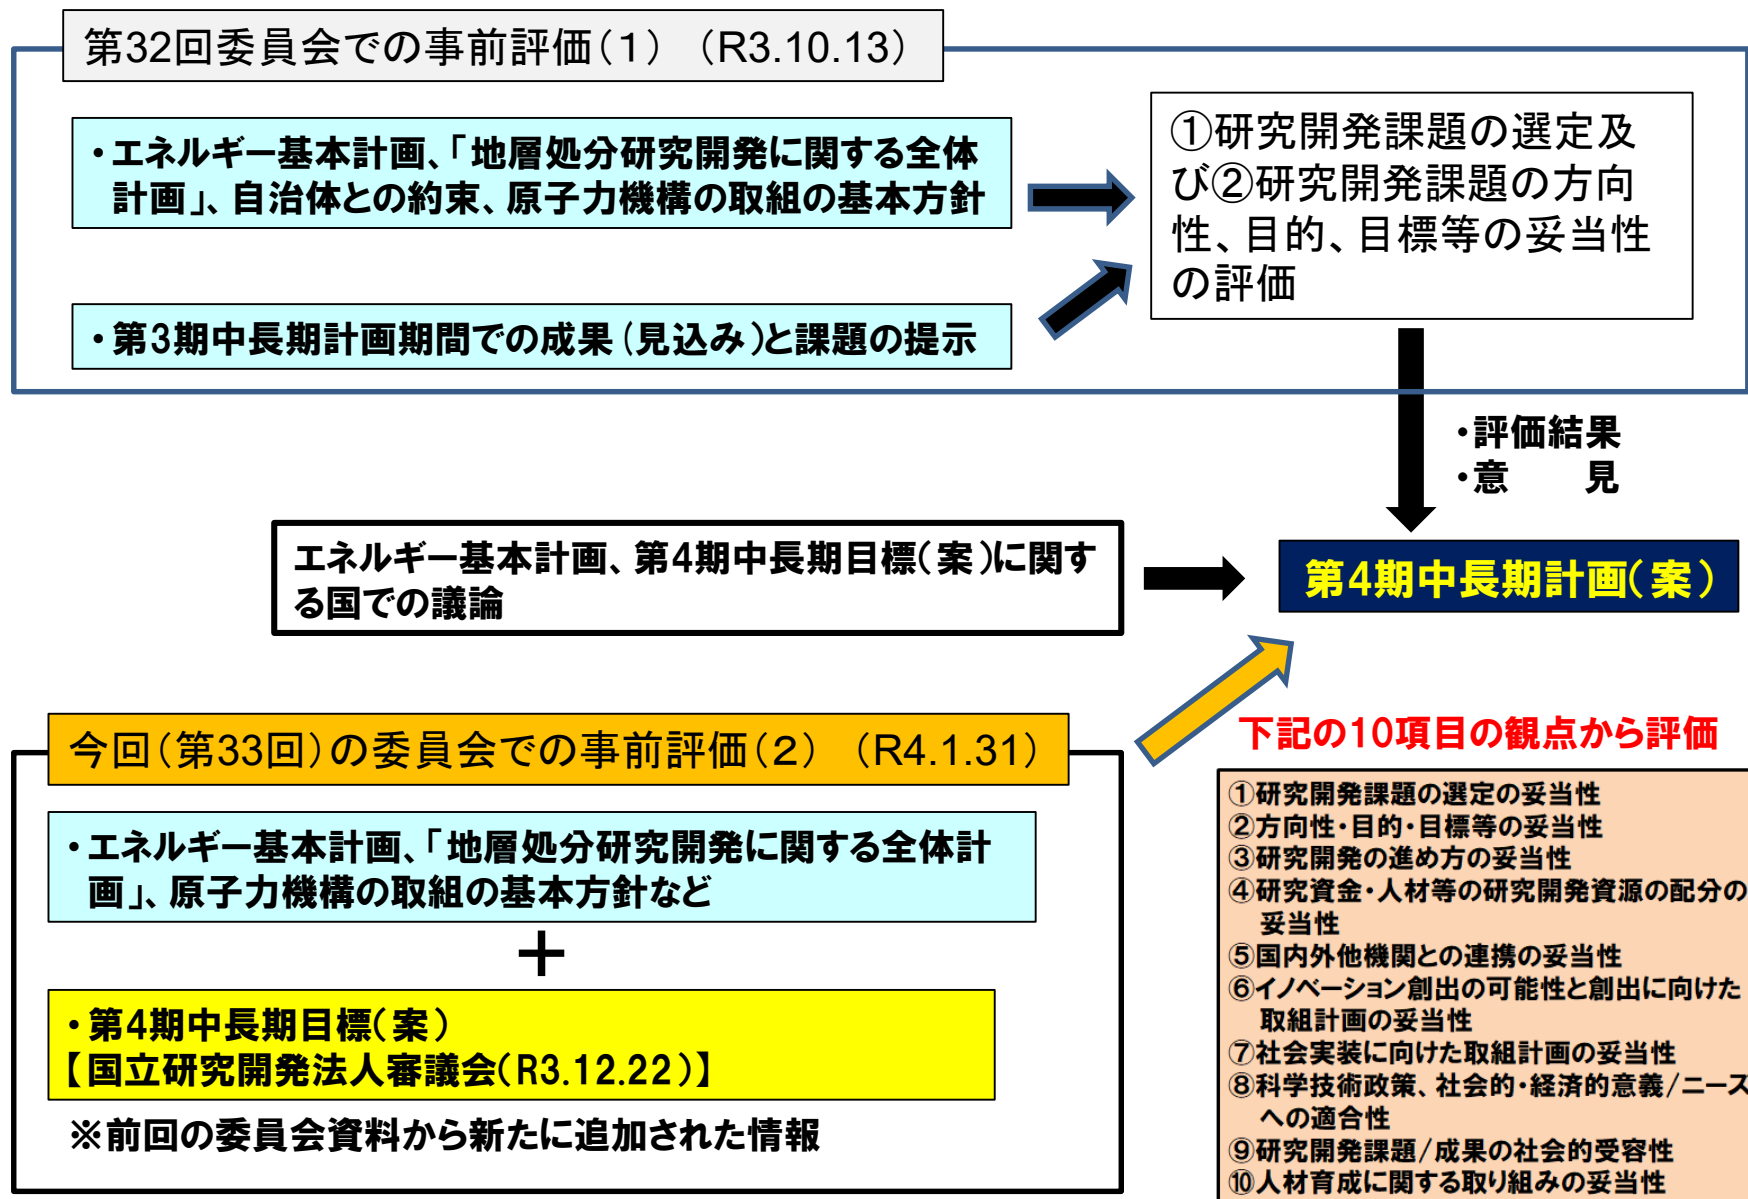 第32回委員会での事前評価(１) (R3.10.13)
・エネルギー基本計画、「地層処分研究開発に関する全体
計画」、自治体との約束、原子力機構の取組の基本方針
・第3期中長期計画期間での成果(見込み)と課題の提示
①研究開発課題の選定及
び②研究開発課題の方向
性、目的、目標等の妥当性
の評価
・評価結果
・意　　見
エネルギー基本計画、第4期中長期目標(案)に関す
る国での議論
第4期中長期計画(案)
今回(第33回)の委員会での事前評価(２) (R4.1.31)
・エネルギー基本計画、「地層処分研究開発に関する全体計
画」、原子力機構の取組の基本方針など
＋
・第4期中長期目標(案)
【国立研究開発法人審議会(R3.12.22)】
※前回の委員会資料から新たに追加された情報
下記の10項目の観点から評価
①研究開発課題の選定の妥当性
②方向性・目的・目標等の妥当性
③研究開発の進め方の妥当性
④研究資金・人材等の研究開発資源の配分の
妥当性
⑤国内外他機関との連携の妥当性
⑥イノベーション創出の可能性と創出に向けた
取組計画の妥当性
⑦社会実装に向けた取組計画の妥当性
⑧科学技術政策、社会的・経済的意義/ニーズ
への適合性
⑨研究開発課題/成果の社会的受容性
⑩人材育成に関する取り組みの妥当性